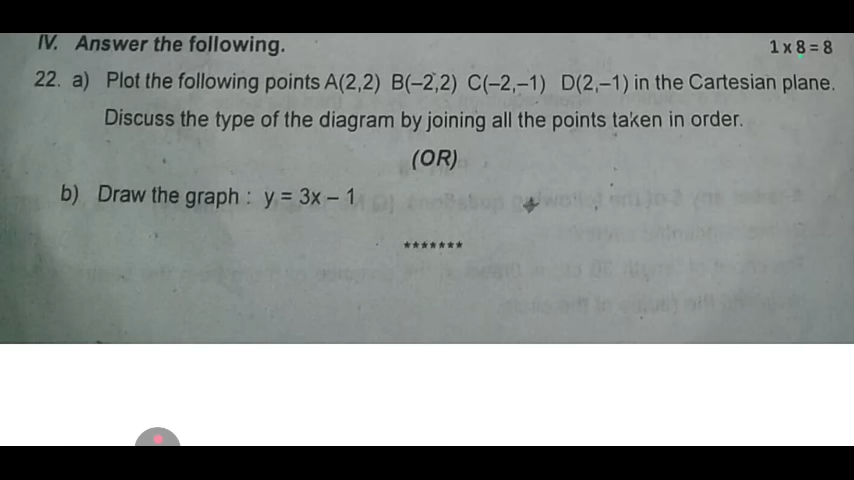 IV. Answer the following. 1 x 8 = 8
22. a) Plot the following points A(2,2) B(–2,2) C(–2,–1) D(2,–1) in the Cartesian plane.
Discuss the type of the diagram by joining all the points taken in order.
(OR)
b) Draw the graph : y = 3x – 1
*******